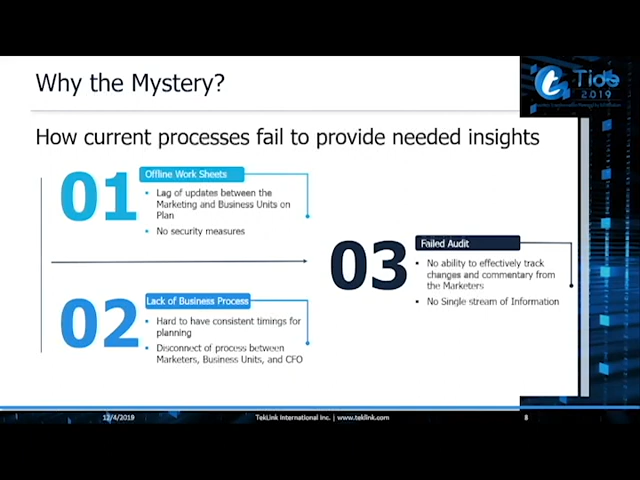 Why the Mystery?
Tide
2019
How current processes fail to provide needed insights
01
Offline Work Sheets
• Lag of updates between the
Marketing and Business Units on
Plan
• No security measures
02
Lack of Business Process
• Hard to have consistent timings for
planning
• Disconnect of process between
Marketers, Business Units, and CFO
03
Failed Audit
• No ability to effectively track
changes and commentary from
the Marketers
• No Single stream of Information
12/4/2019
TekLink International Inc. | www.teklink.com
8